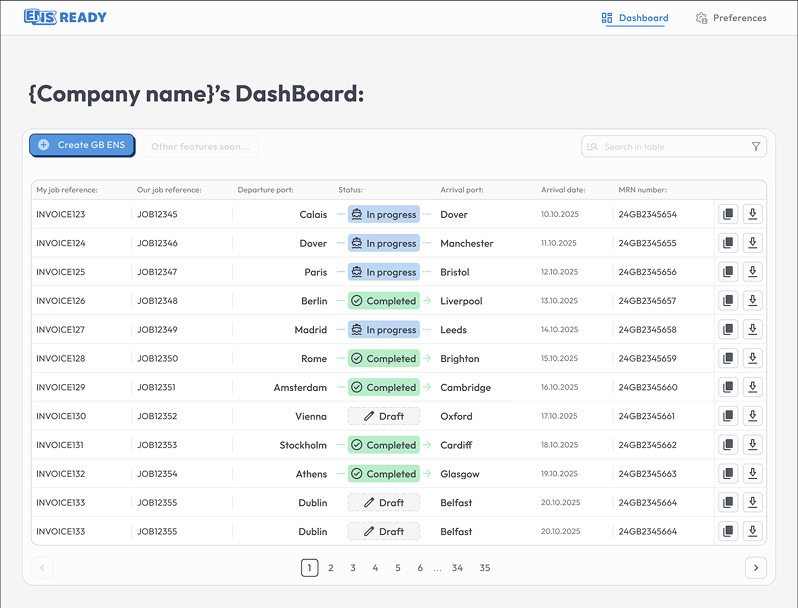 ENS READY
Dashboard
Preferences
{Company name}’s DashBoard:
Create GB ENS
Other features soon...
Search in table
My job reference: Our job reference: Departure port: Status: Arrival port: Arrival date: MRN number:
INVOICE123 JOB12345 Calais In progress Dover 10.10.2025 24GB2345654
INVOICE124 JOB12346 Dover In progress Manchester 11.10.2025 24GB2345655
INVOICE125 JOB12347 Paris In progress Bristol 12.10.2025 24GB2345656
INVOICE126 JOB12348 Berlin Completed Liverpool 13.10.2025 24GB2345657
INVOICE127 JOB12349 Madrid In progress Leeds 14.10.2025 24GB2345658
INVOICE128 JOB12350 Rome Completed Brighton 15.10.2025 24GB2345659
INVOICE129 JOB12351 Amsterdam Completed Cambridge 16.10.2025 24GB2345660
INVOICE130 JOB12352 Vienna Draft Oxford 17.10.2025 24GB2345661
INVOICE131 JOB12353 Stockholm Completed Cardiff 18.10.2025 24GB2345662
INVOICE132 JOB12354 Athens Completed Glasgow 19.10.2025 24GB2345663
INVOICE133 JOB12355 Dublin Draft Belfast 20.10.2025 24GB2345664
INVOICE133 JOB12355 Dublin Draft Belfast 20.10.2025 24GB2345664
1 2 3 4 5 6 ... 34 35